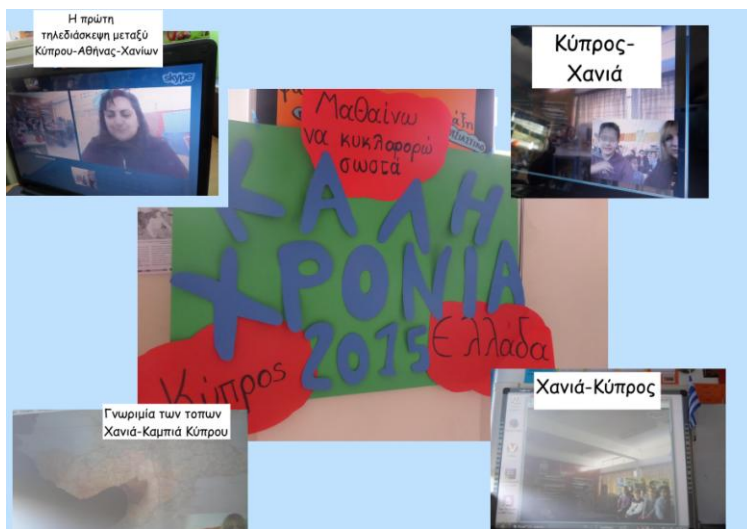 Η πρώτη
τηλεδιάσκεψη μεταξύ
Κύπρου-Αθήνας-Χανίων
skype
Κύπρος-
Χανιά
Μαθαίνω
να κυκλοφορώ
σωστά
ΚΑΛΗ
ΧΡΟΝΙΑ
2015
Κύπρος
Ελλάδα
Γνωριμία των τοπων
Χανιά-Καμπιά Κύπρου
Χανιά-Κύπρος